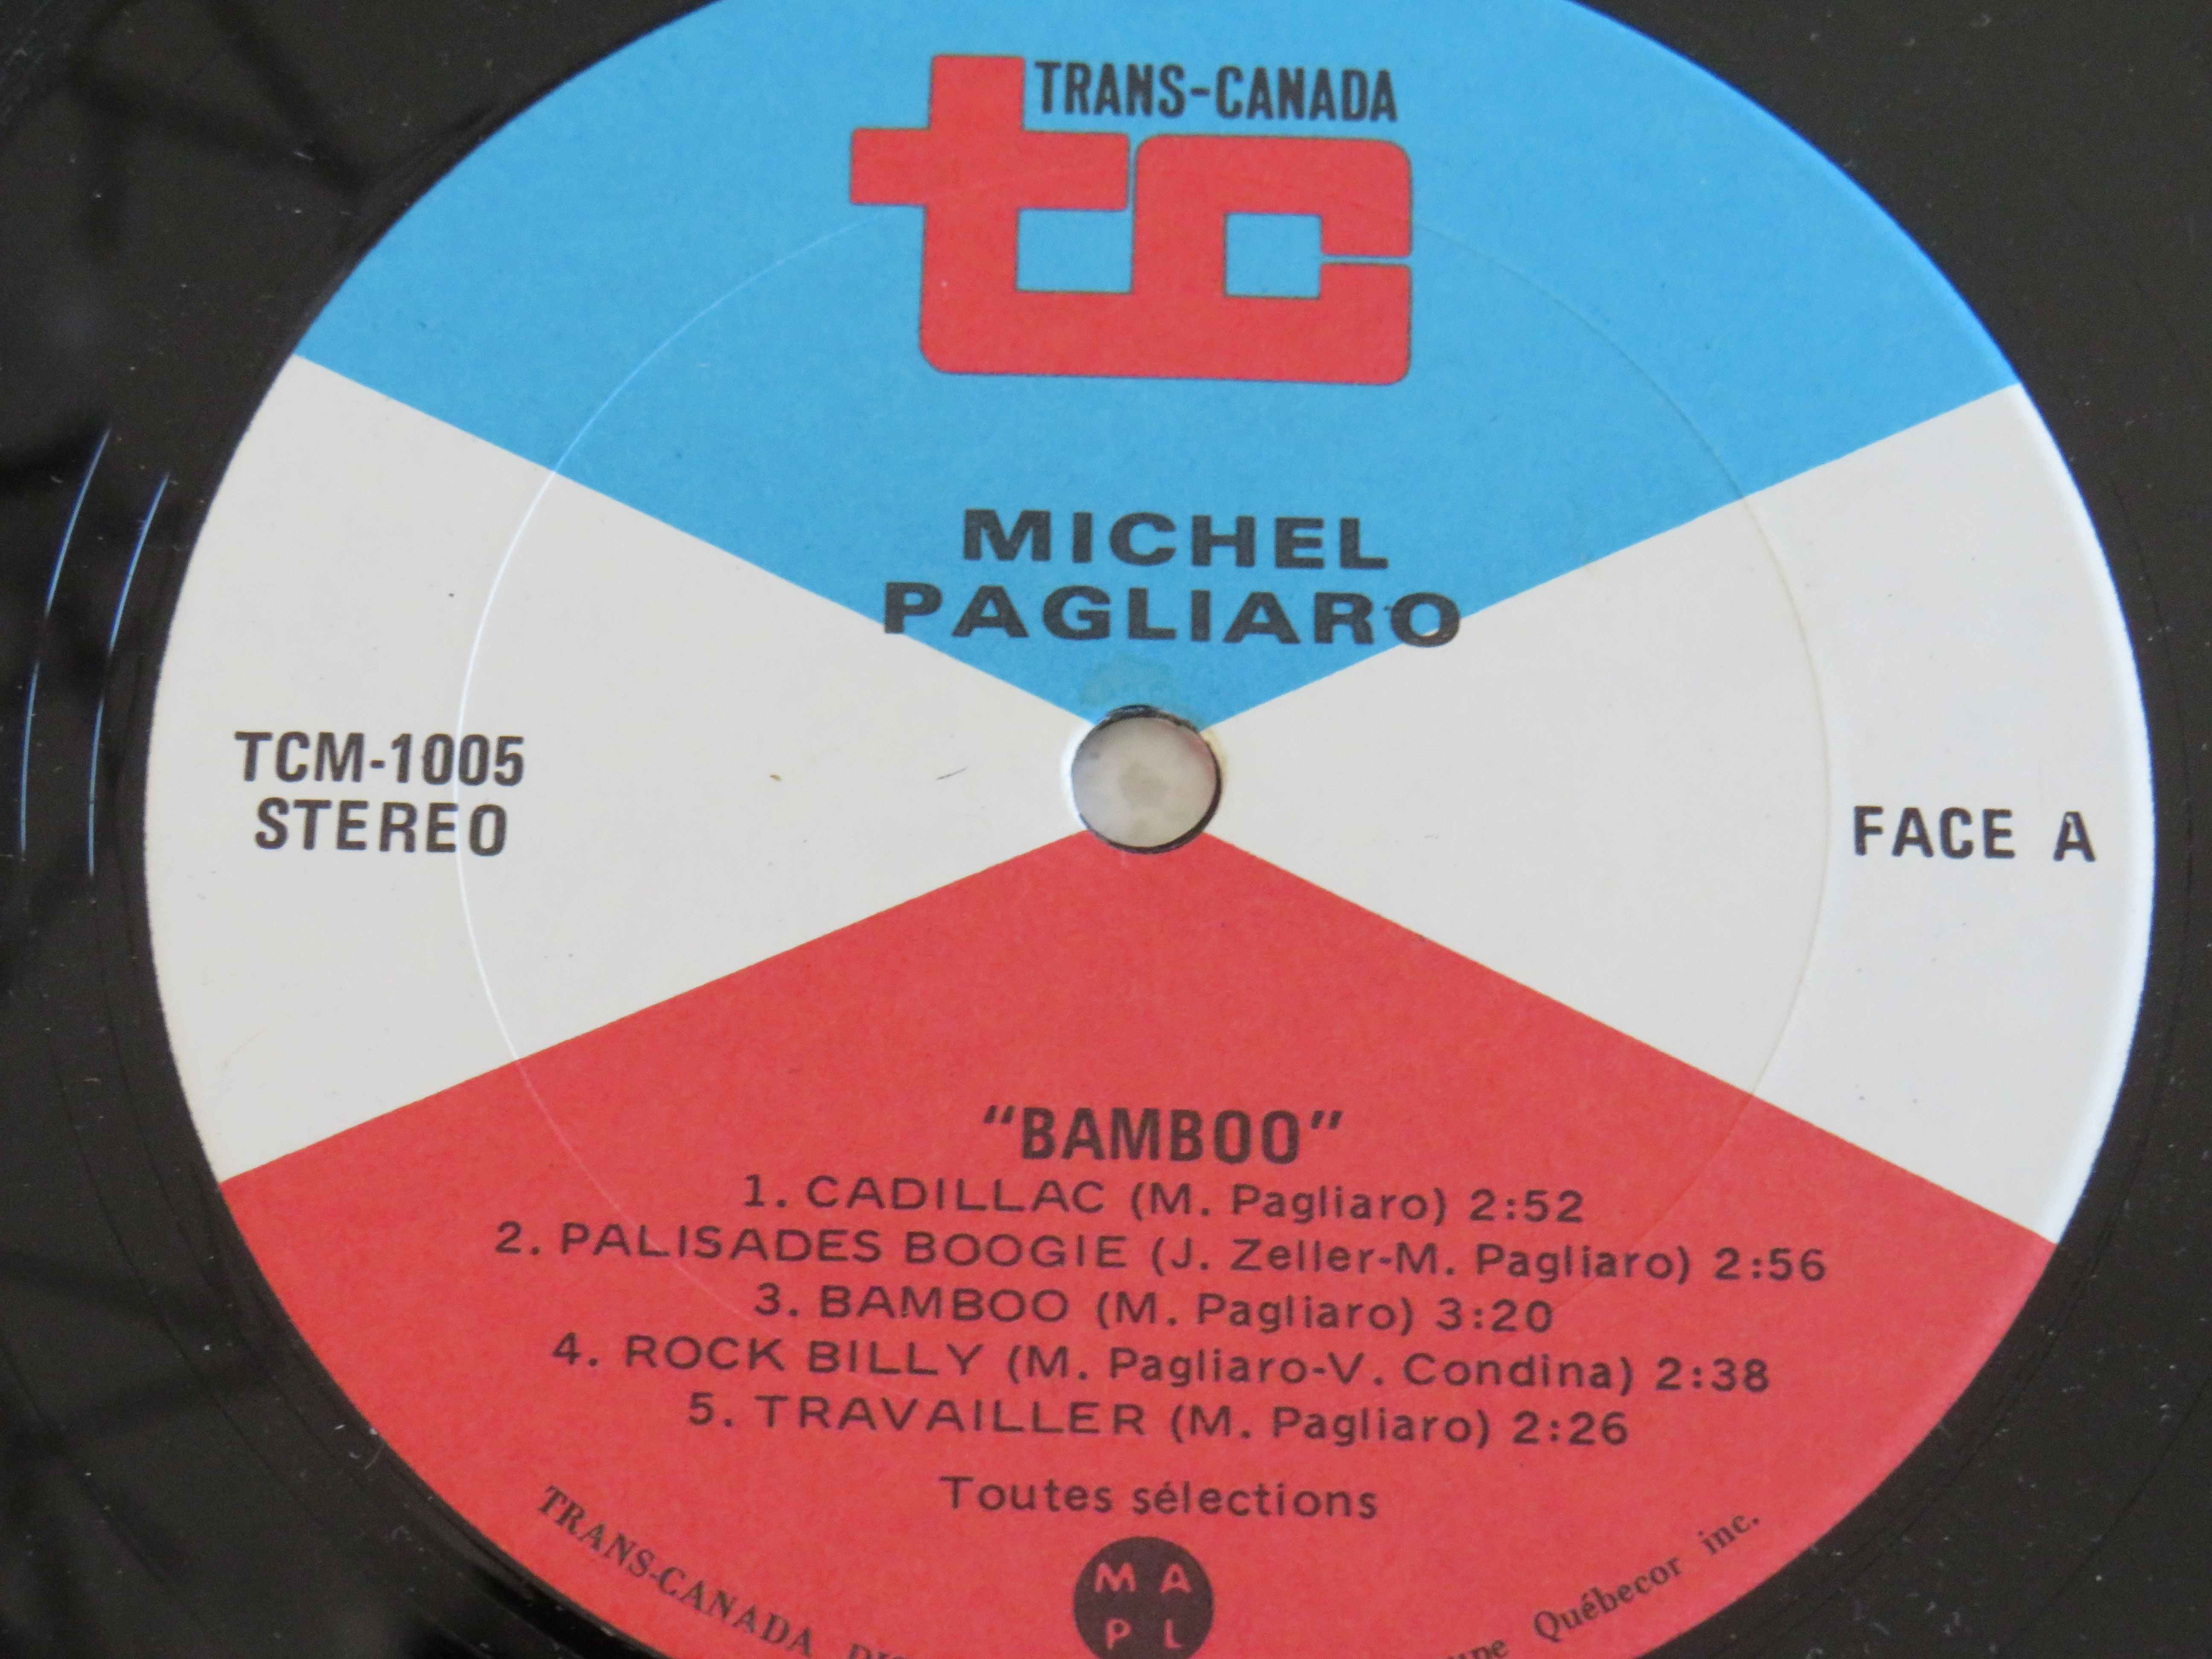 TRANS-CANADA
tc
MICHEL
PAGLIARO
TCM-1005
STEREO
FACE A
"BAMBOO"
1. CADILLAC (M. Pagliaro) 2:52
2. PALISADES BOOGIE (J. Zeller-M. Pagliaro) 2:56
3. BAMBOO (M. Pagliaro) 3:20
4. ROCK BILLY (M. Pagliaro-V. Condina) 2:38
5. TRAVAILLER (M. Pagliaro) 2:26
Toutes sélections
M A
P L
TRANS-CANADA
Québecor inc.